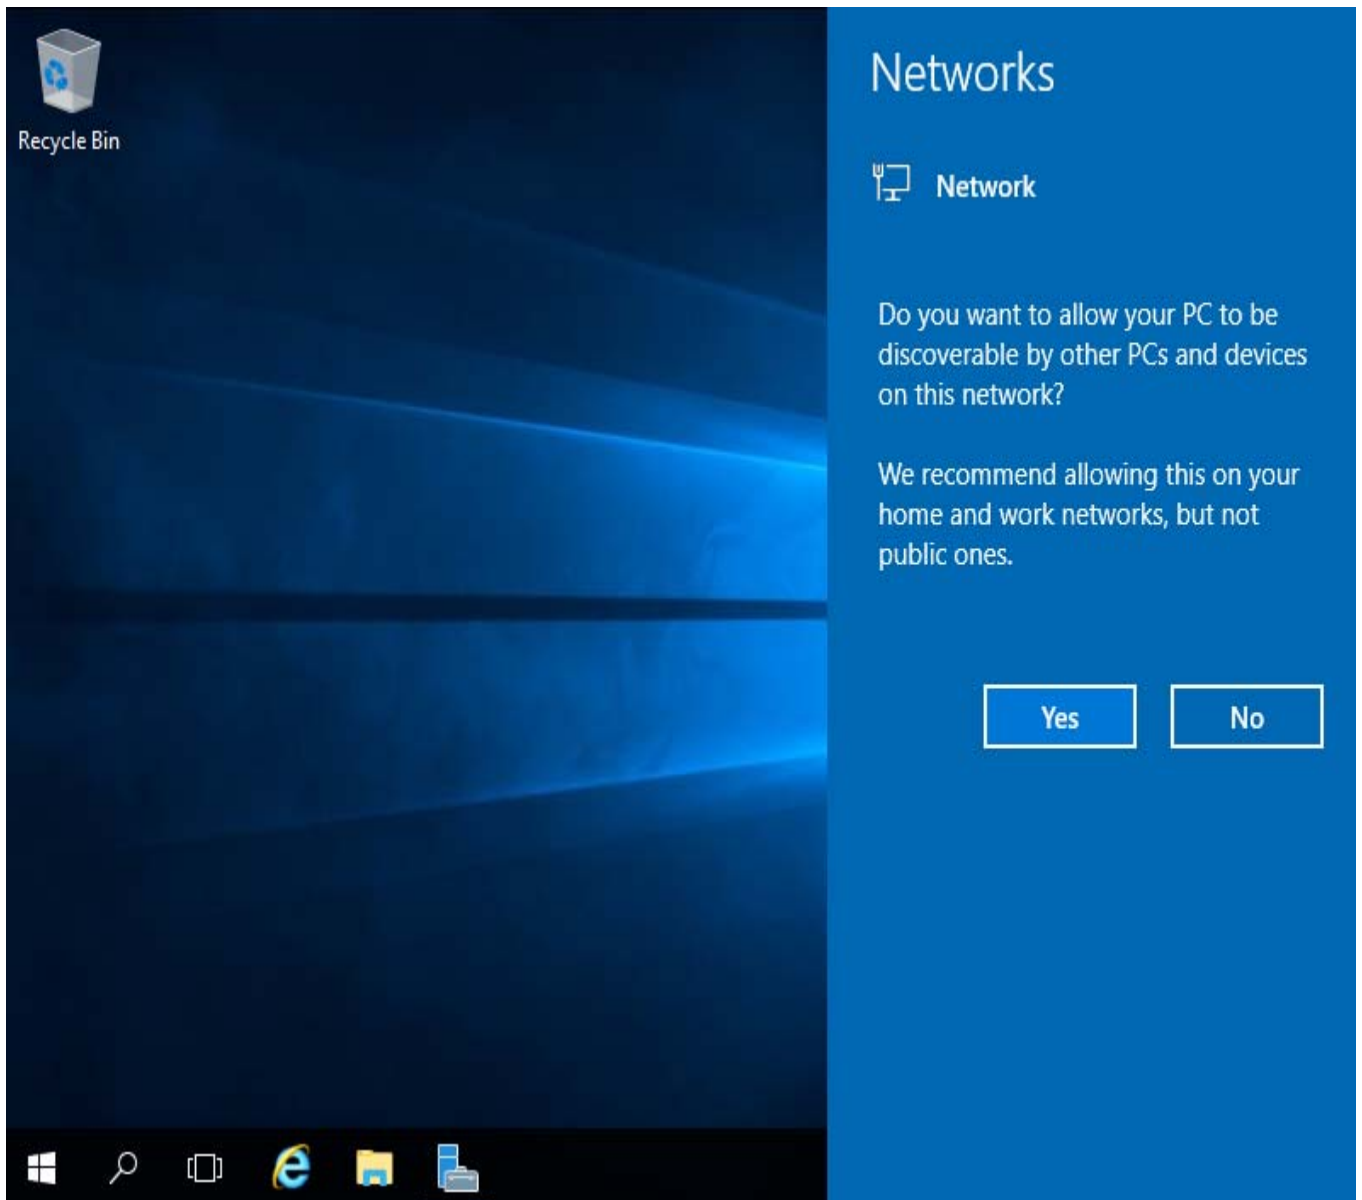 Recycle Bin
Networks
Network
Do you want to allow your PC to be
discoverable by other PCs and devices
on this network?
We recommend allowing this on your
home and work networks, but not
public ones.
Yes
No